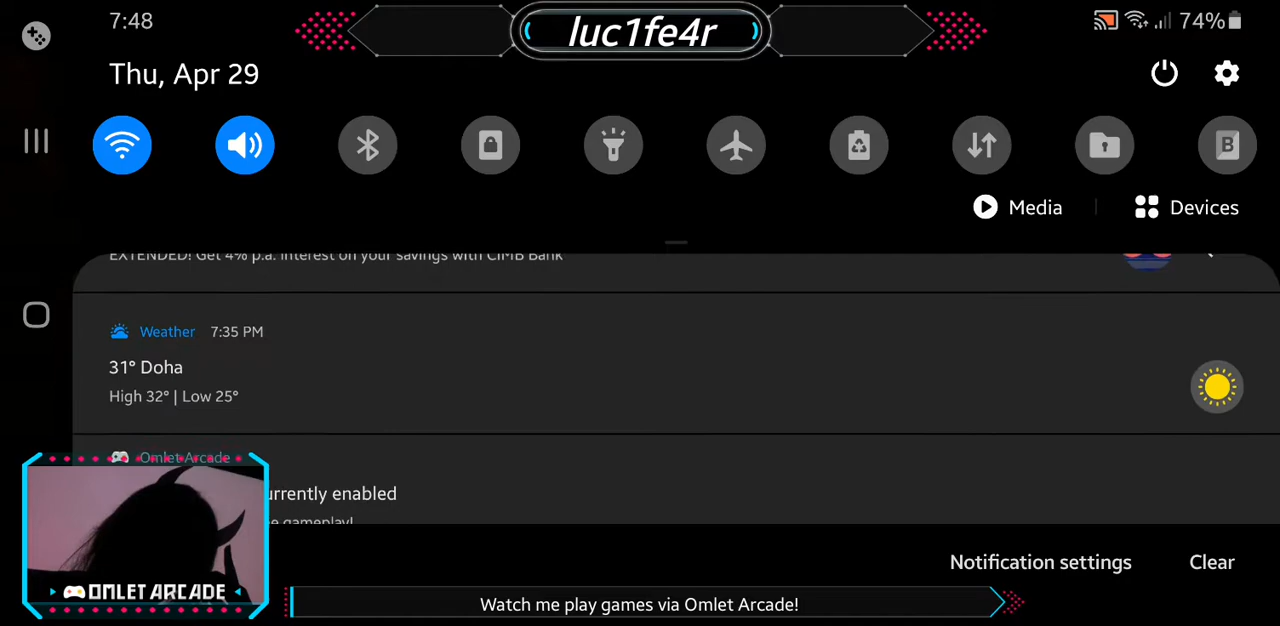 7:48
luc1fe4r
74%
Thu, Apr 29
B
Media
Devices
EXTENDED! Get 4% p.a. interest on your savings with CIMB Bank
Weather 7:35 PM
31° Doha
High 32° | Low 25°
Omlet Arcade
urrently enabled
e gameplay!
OMLET ARCADE
Notification settings
Clear
Watch me play games via Omlet Arcade!